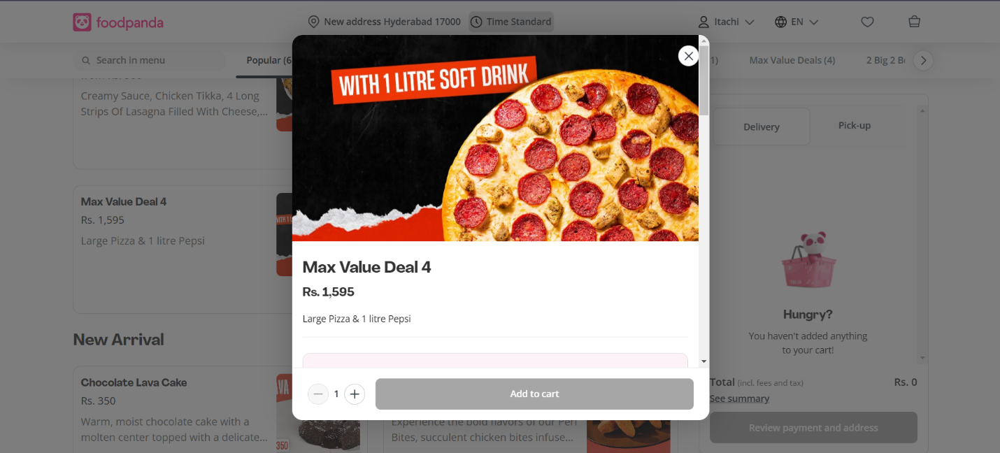 foodpanda
New address Hyderabad 17000
Time Standard
Itachi
EN
Search in menu
Popular (6
1)
Max Value Deals (4)
2 Big 2 B
Creamy Sauce, Chicken Tikka, 4 Long
Strips Of Lasagna Filled With Cheese,...
Max Value Deal 4
Rs. 1,595
Large Pizza & 1 litre Pepsi
WITH 1 L
New Arrival
Chocolate Lava Cake
Rs. 350
Warm, moist chocolate cake with a
molten center topped with a delicate...
VA
350
WITH 1 LITRE SOFT DRINK
Max Value Deal 4
Rs. 1,595
Large Pizza & 1 litre Pepsi
1
Add to cart
Experience the bold flavors of our Peri
Bites, succulent chicken bites infuse...
Delivery
Pick-up
Hungry?
You haven't added anything
to your cart!
Total (incl. fees and tax)
Rs. 0
See summary
Review payment and address